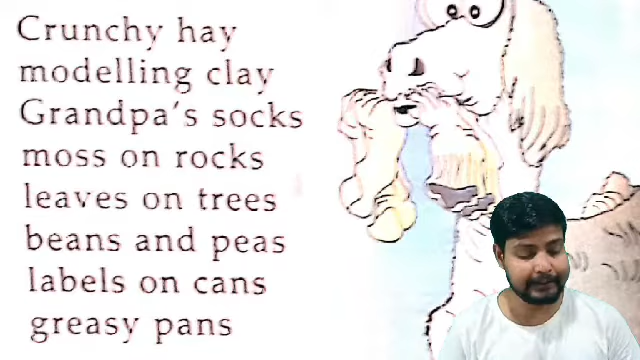 Crunchy hay
modelling clay
Grandpa's socks
moss on rocks
leaves on trees
beans and peas
labels on cans
greasy pans